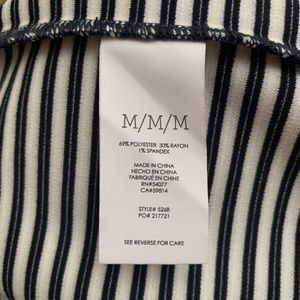 M/M/M
69% POLYESTER 30% RAYON
1% SPANDEX
MADE IN CHINA
HECHO EN CHINA
FABRIQUÉ EN CHINE
RN#54077
CA#59814
STYLE# 5268
PO# 217721
SEE REVERSE FOR CARE